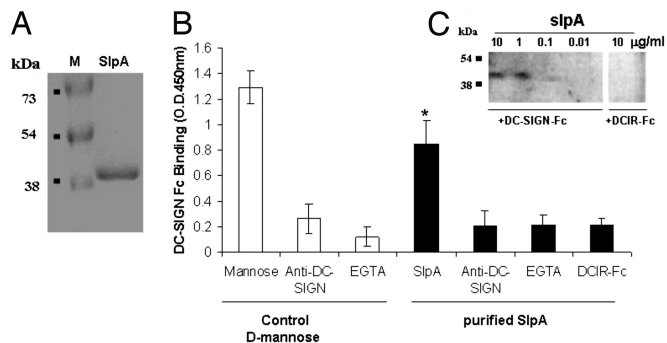 A
kDa M SlpA
73
54
38
B
DC-SIGN Fc Binding (O.D.450nm)
1.6
1.4
1.2
1
0.8
0.6
0.4
0.2
0
*
Mannose Anti-DC-SIGN EGTA SlpA Anti-DC-SIGN EGTA DCIR-Fc
Control
D-mannose
purified SlpA
C
slpA
kDa 10 1 0.1 0.01 10 µg/ml
54
38
+DC-SIGN-Fc +DCIR-Fc